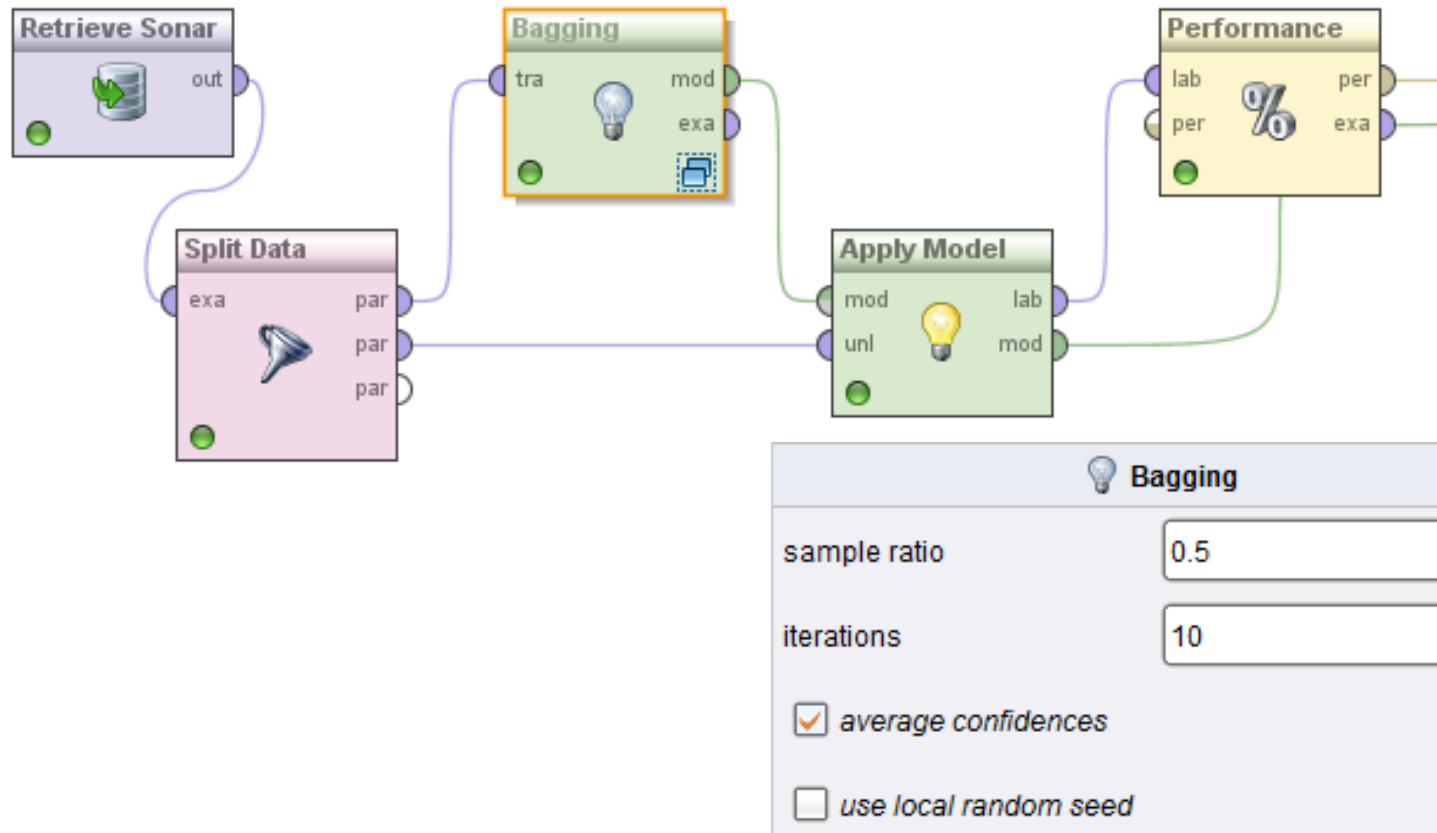 Retrieve Sonar
out
Bagging
tra
mod
exa
Performance
lab
per
per
%
exa
Split Data
exa
par
par
par
Apply Model
mod
lab
unl
mod
Bagging
sample ratio
0.5
iterations
10
average confidences
use local random seed